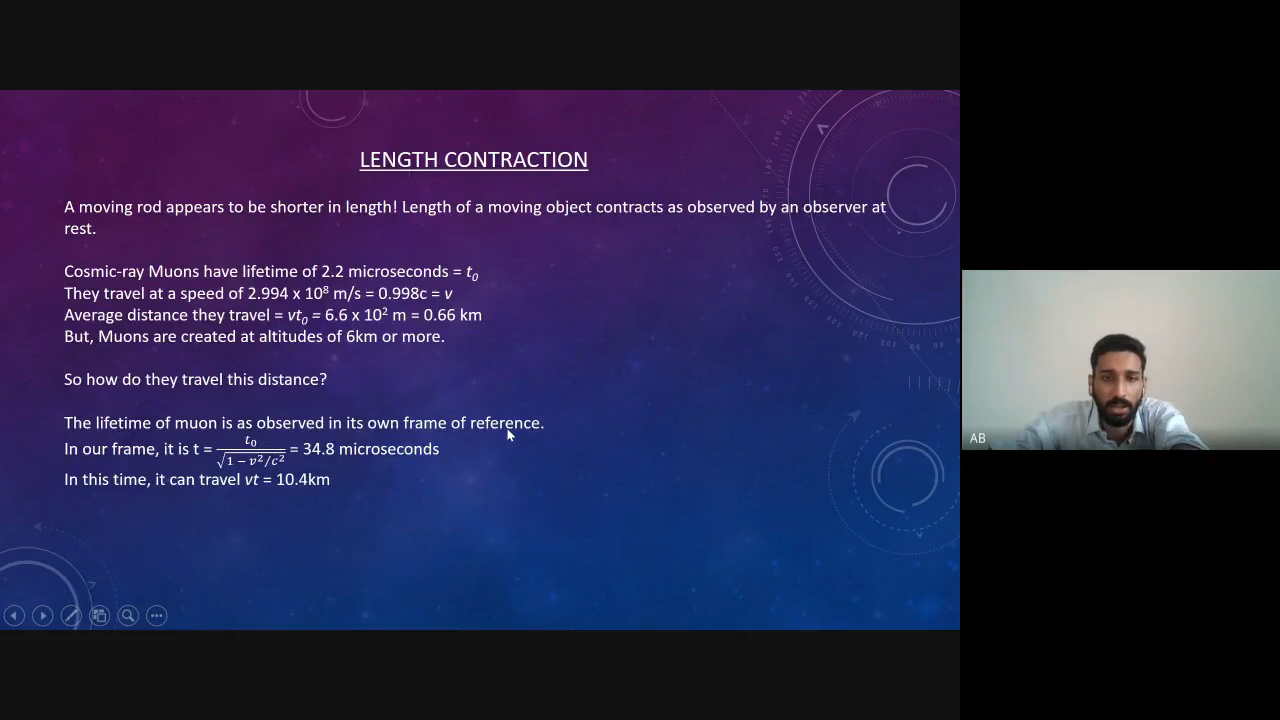 LENGTH CONTRACTION
A moving rod appears to be shorter in length! Length of a moving object contracts as observed by an observer at
rest.
Cosmic-ray Muons have lifetime of 2.2 microseconds = t₀
They travel at a speed of 2.994 x 10⁸ m/s = 0.998c = v
Average distance they travel = vt₀ = 6.6 x 10² m = 0.66 km
But, Muons are created at altitudes of 6km or more.
So how do they travel this distance?
The lifetime of muon is as observed in its own frame of reference.
In our frame, it is t = t₀/√(1 − v²/c²) = 34.8 microseconds
In this time, it can travel vt = 10.4km
AB